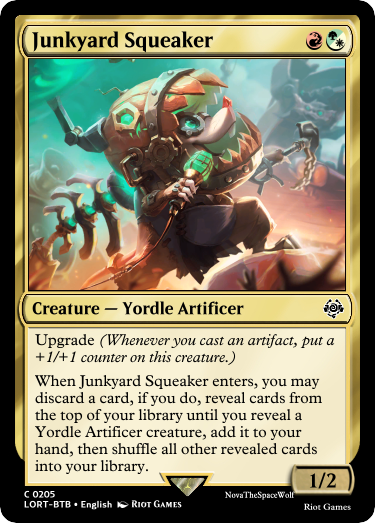 Junkyard Squeaker
Creature — Yordle Artificer
Upgrade (Whenever you cast an artifact, put a
+1/+1 counter on this creature.)
When Junkyard Squeaker enters, you may
discard a card, if you do, reveal cards from
the top of your library until you reveal a
Yordle Artificer creature, add it to your
hand, then shuffle all other revealed cards
into your library.
1/2
C 0205
LORT-BTB • English Riot Games
NovaTheSpaceWolf
Riot Games